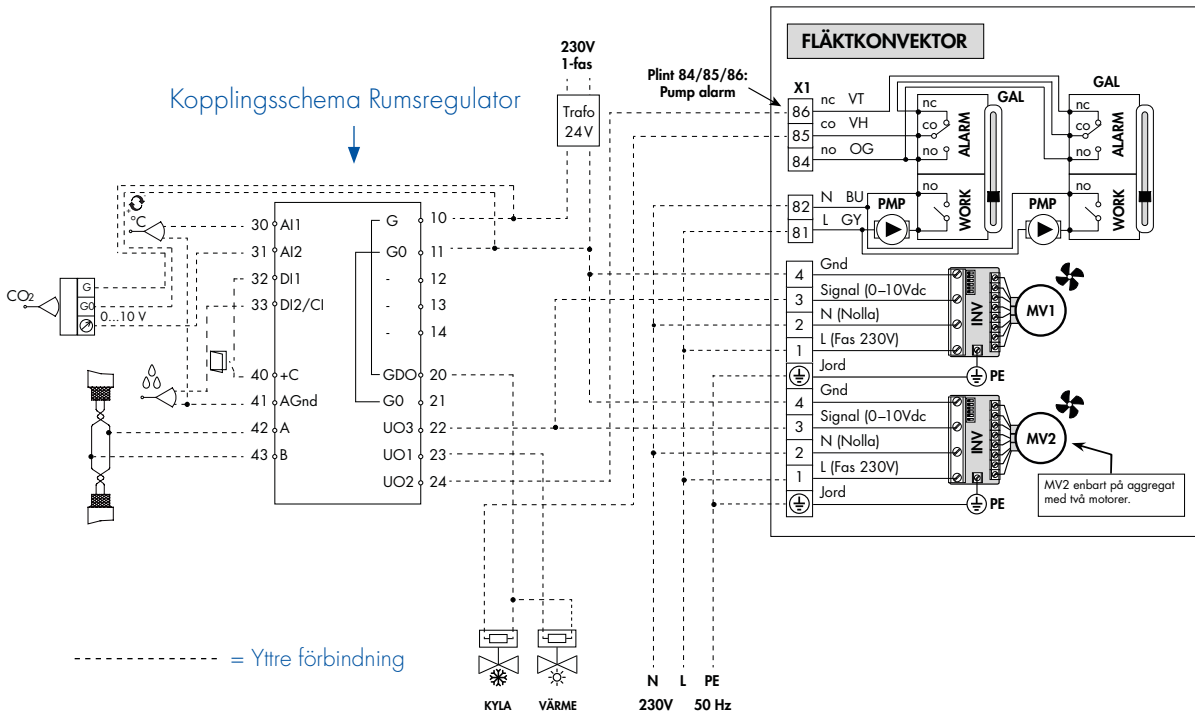 Kopplingsschema Rumsregulator
230V
1-fas
Trafo
24V
Plint 84/85/86:
Pump alarm
FLÄKTKONVEKTOR
X1
86 nc VT
85 co VH
84 no OG
82 N BU
81 L GY
nc
co
no
ALARM
GAL
no
WORK
PMP
nc
co
no
ALARM
GAL
no
WORK
PMP
4 Gnd
3 Signal (0–10Vdc
2 N (Nolla)
1 L (Fas 230V)
Jord
INV
MV1
PE
4 Gnd
3 Signal (0–10Vdc
2 N (Nolla)
1 L (Fas 230V)
Jord
INV
MV2
PE
MV2 enbart på aggregat
med två motorer.
°C
CO2
G
G0
0...10 V
30 AI1
31 AI2
32 DI1
33 DI2/CI
40 +C
41 AGnd
42 A
43 B
G 10
G0 11
- 12
- 13
- 14
GDO 20
G0 21
UO3 22
UO1 23
UO2 24
= Yttre förbindning
KYLA
VÄRME
N L PE
230V 50 Hz